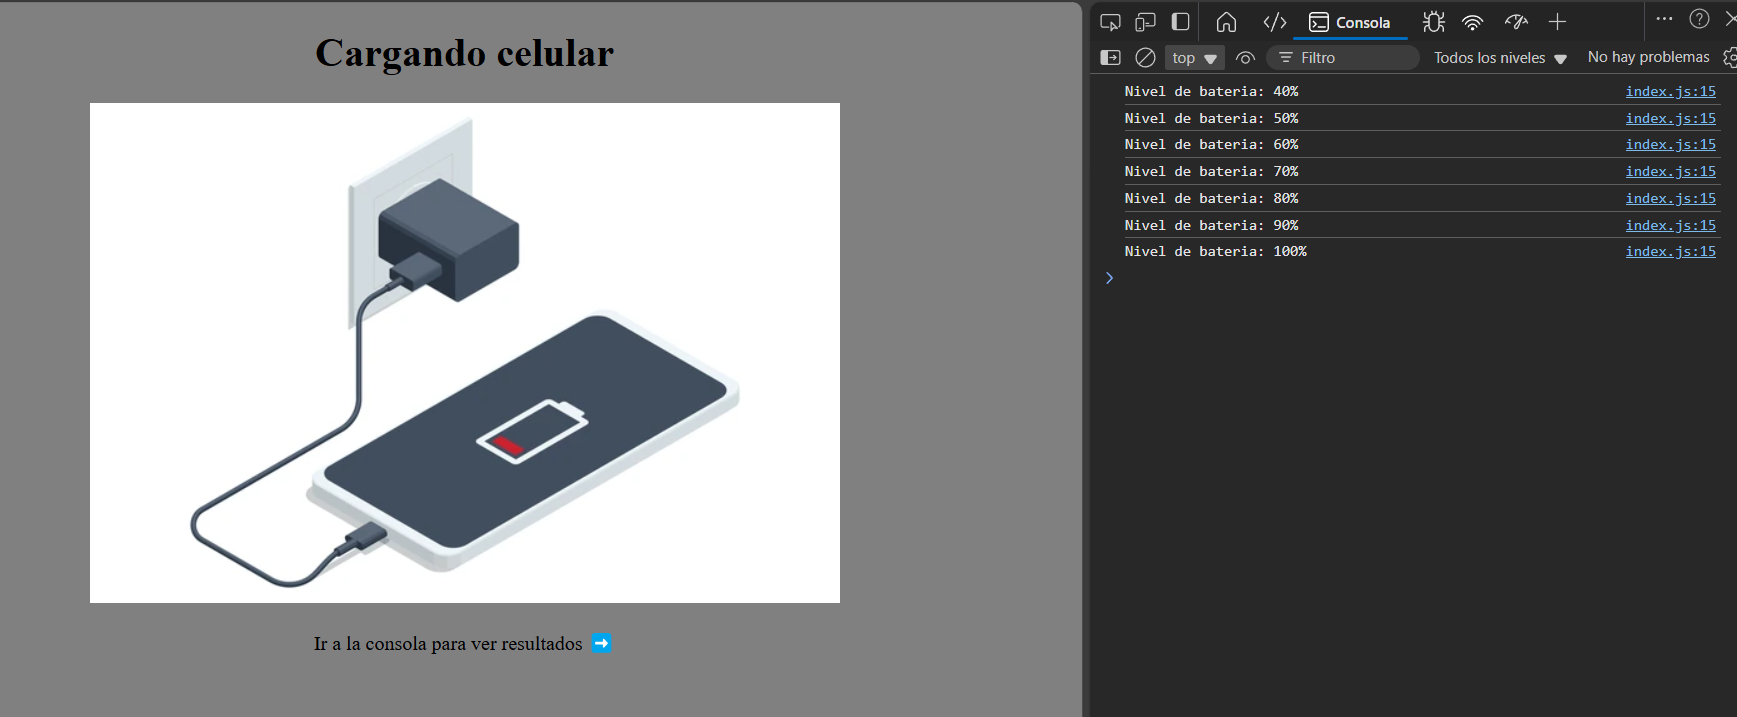 Cargando celular
Ir a la consola para ver resultados ➡️
Consola
top
Filtro
Todos los niveles
No hay problemas
Nivel de bateria: 40% index.js:15
Nivel de bateria: 50% index.js:15
Nivel de bateria: 60% index.js:15
Nivel de bateria: 70% index.js:15
Nivel de bateria: 80% index.js:15
Nivel de bateria: 90% index.js:15
Nivel de bateria: 100% index.js:15